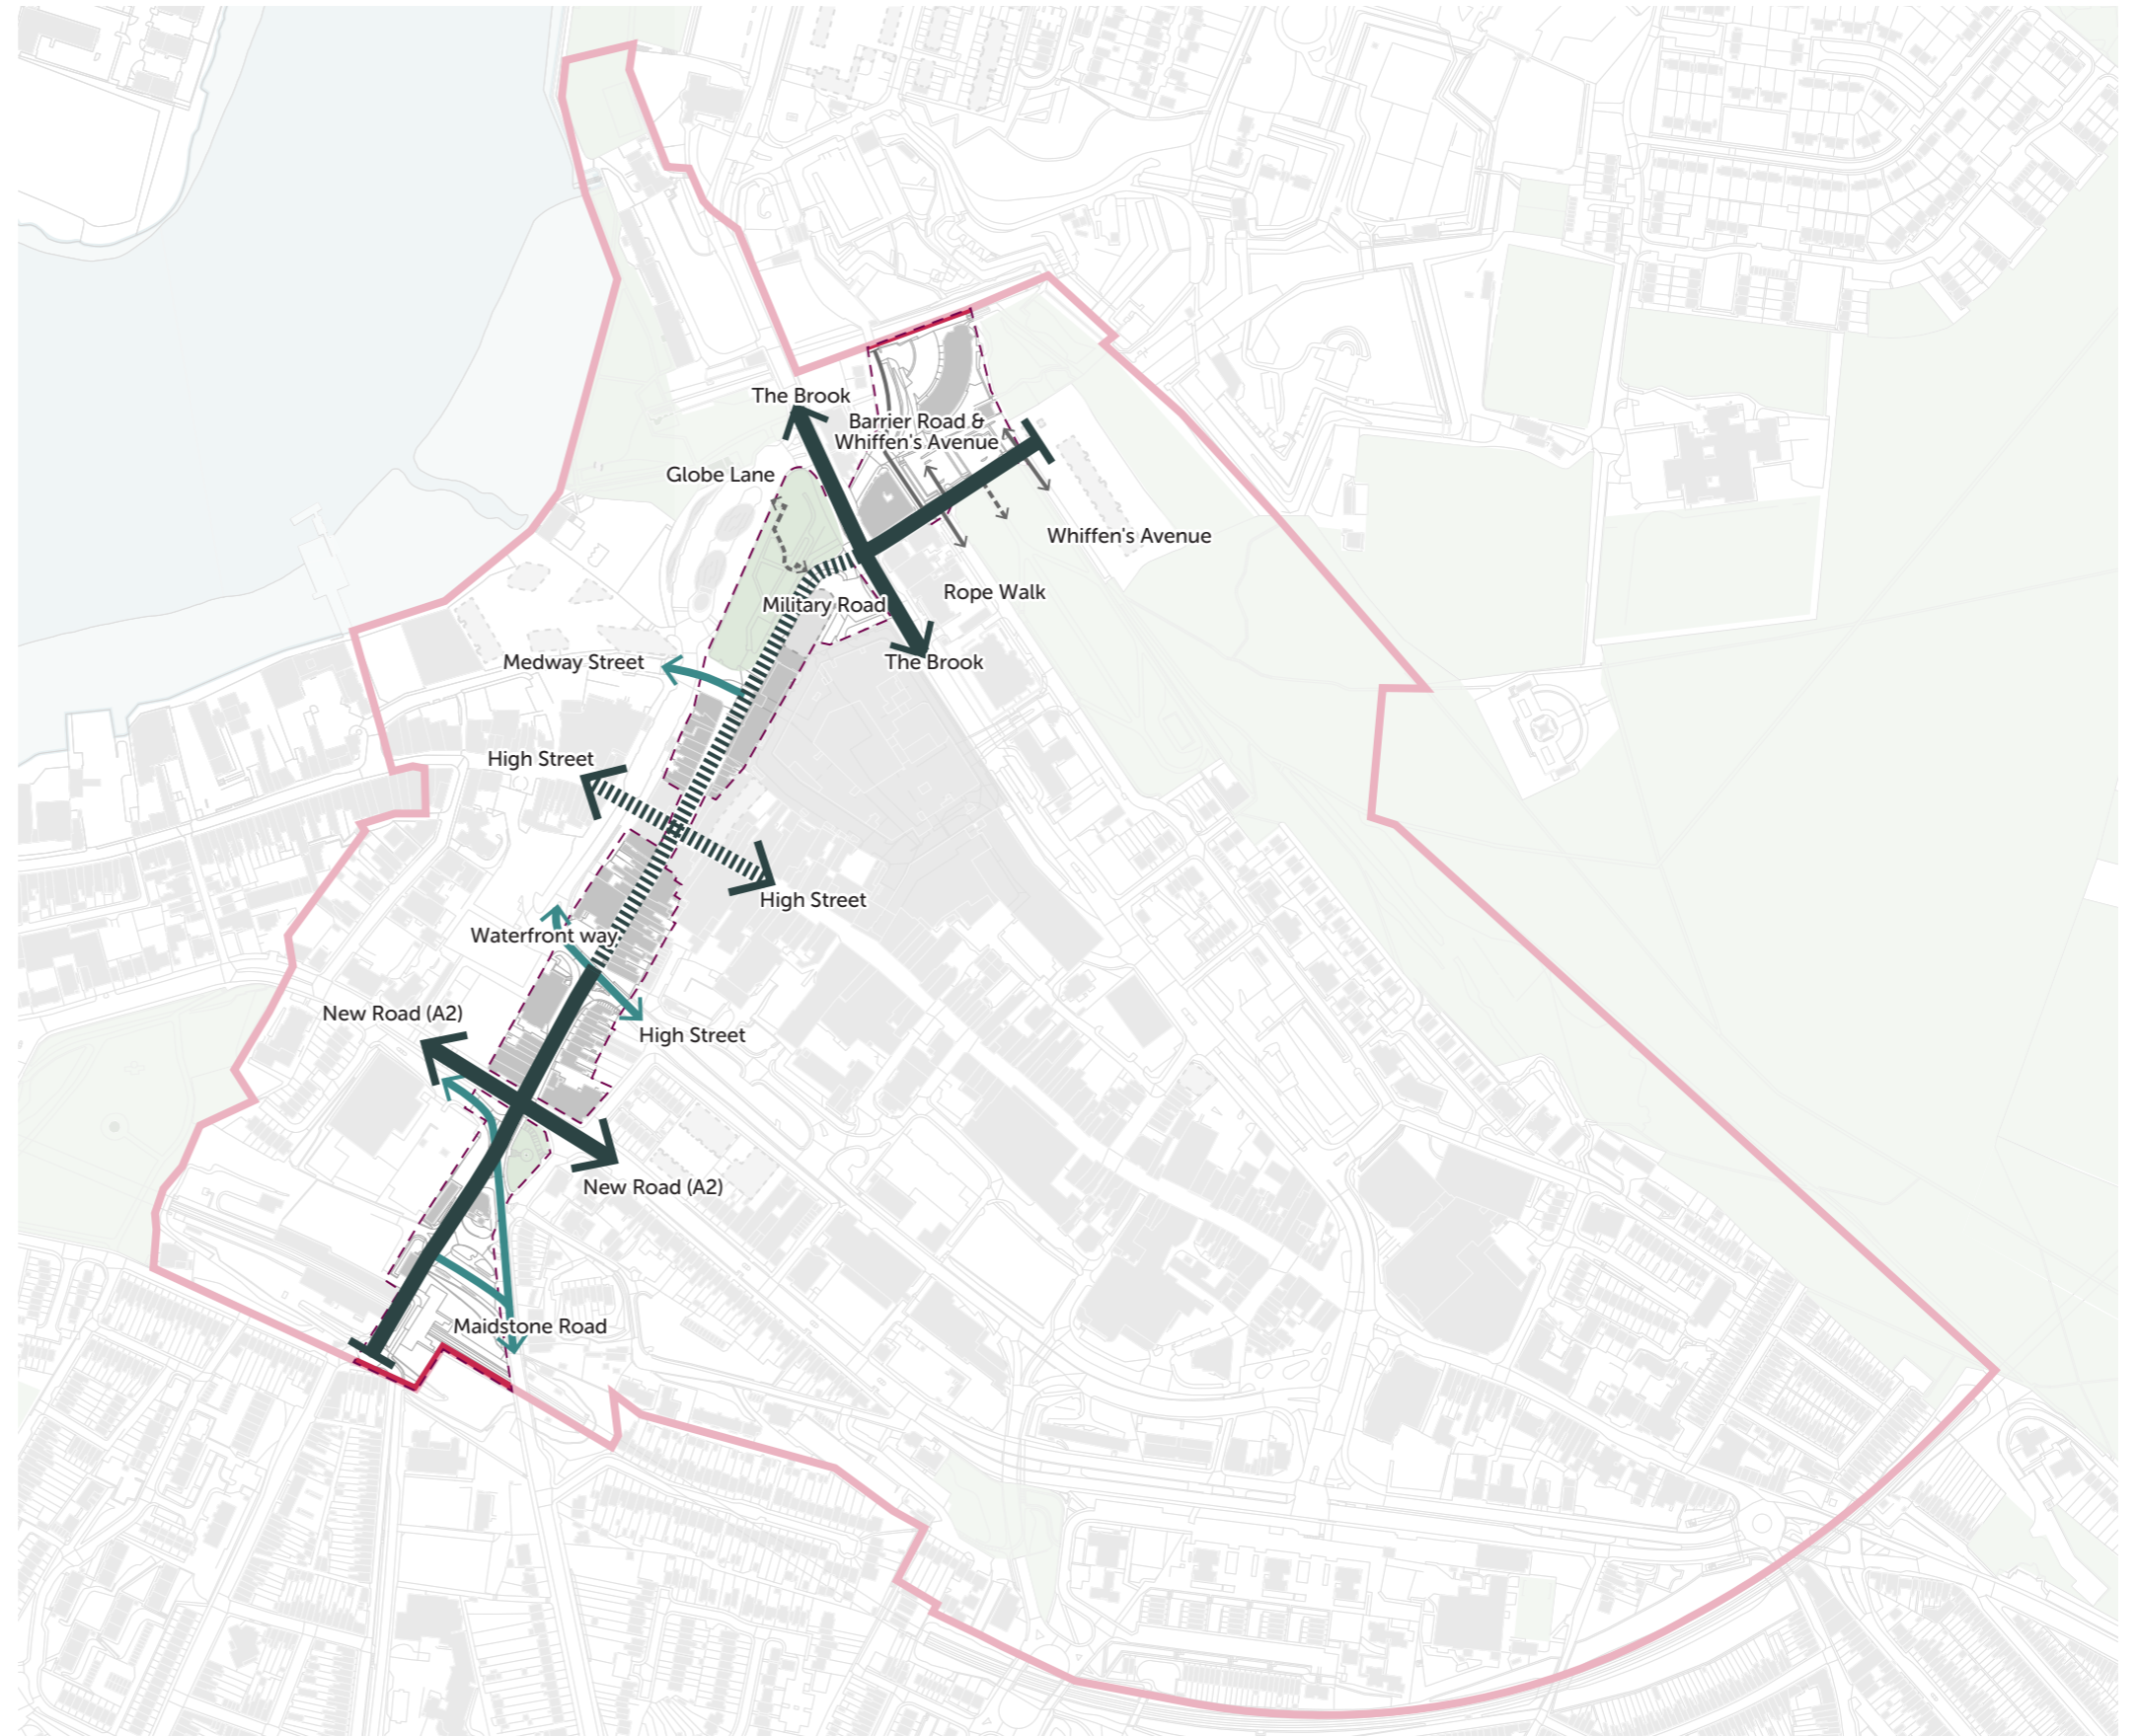 The Brook
Barrier Road &
Whiffen's Avenue
Globe Lane
Whiffen's Avenue
Rope Walk
Military Road
Medway Street
The Brook
High Street
High Street
Waterfront way
New Road (A2)
High Street
New Road (A2)
Maidstone Road